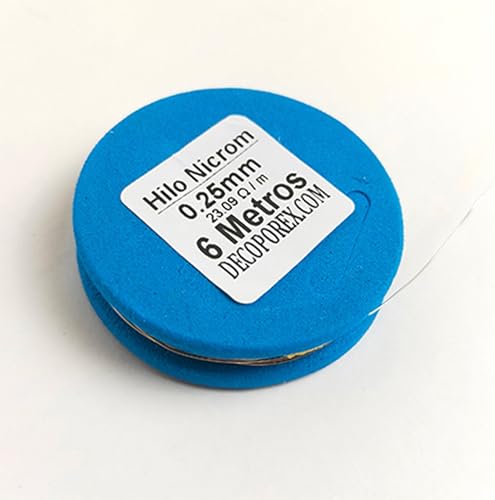 Hilo Nicrom
0.25mm
23.09 Ω / m
6 Metros
DECOPOREX.COM